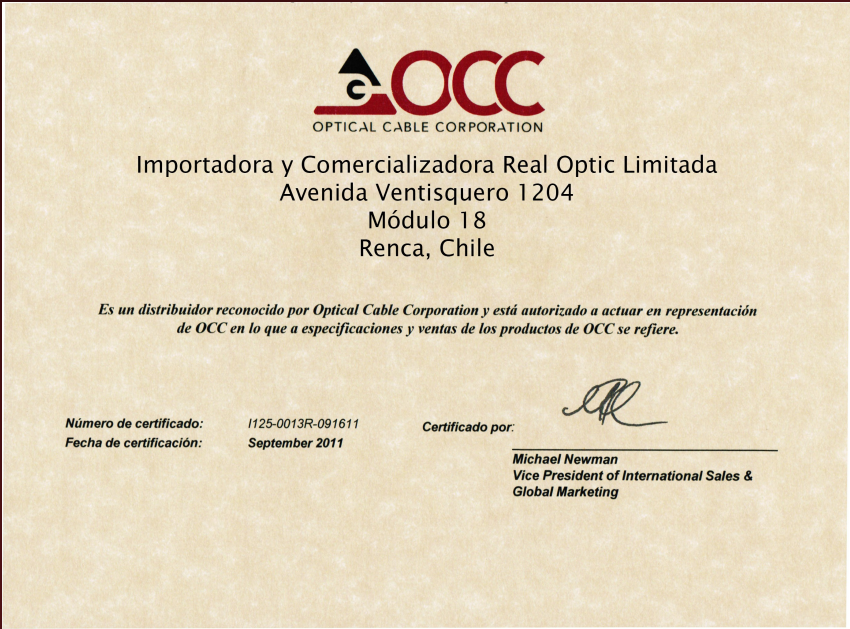 OCC
OPTICAL CABLE CORPORATION
Importadora y Comercializadora Real Optic Limitada
Avenida Ventisquero 1204
Módulo 18
Renca, Chile
Es un distribuidor reconocido por Optical Cable Corporation y está autorizado a actuar en representación
de OCC en lo que a especificaciones y ventas de los productos de OCC se refiere.
Número de certificado: I125-0013R-091611
Fecha de certificación: September 2011
Certificado por:
Michael Newman
Vice President of International Sales &
Global Marketing